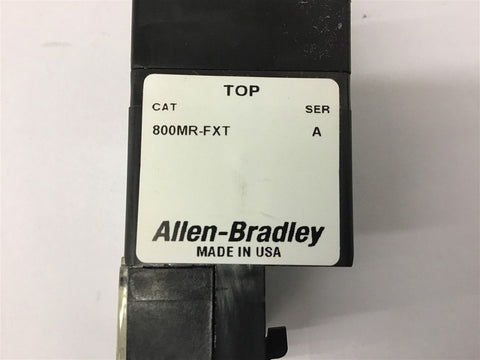 TOP
CAT SER
800MR-FXT A
Allen-Bradley
MADE IN USA